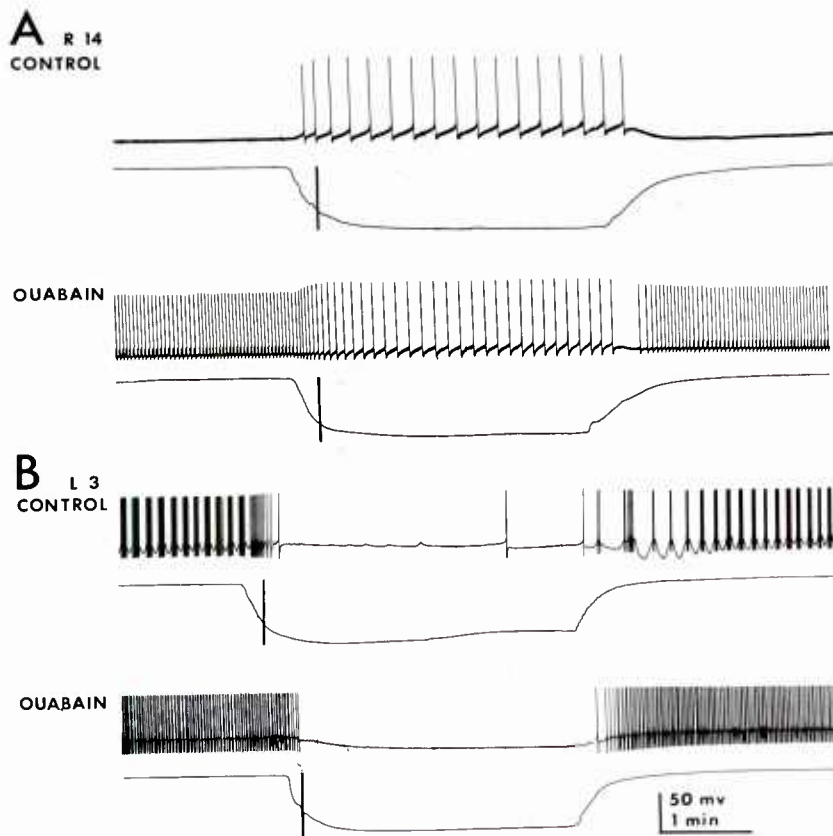 A R 14
CONTROL
OUABAIN
B L 3
CONTROL
OUABAIN
50 mv
1 min